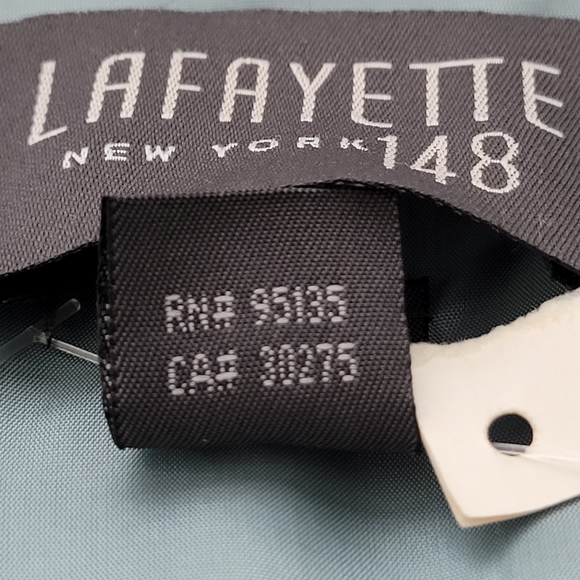 LAFAYETTE
NEW YORK 148
RN# 95135
CA# 30275